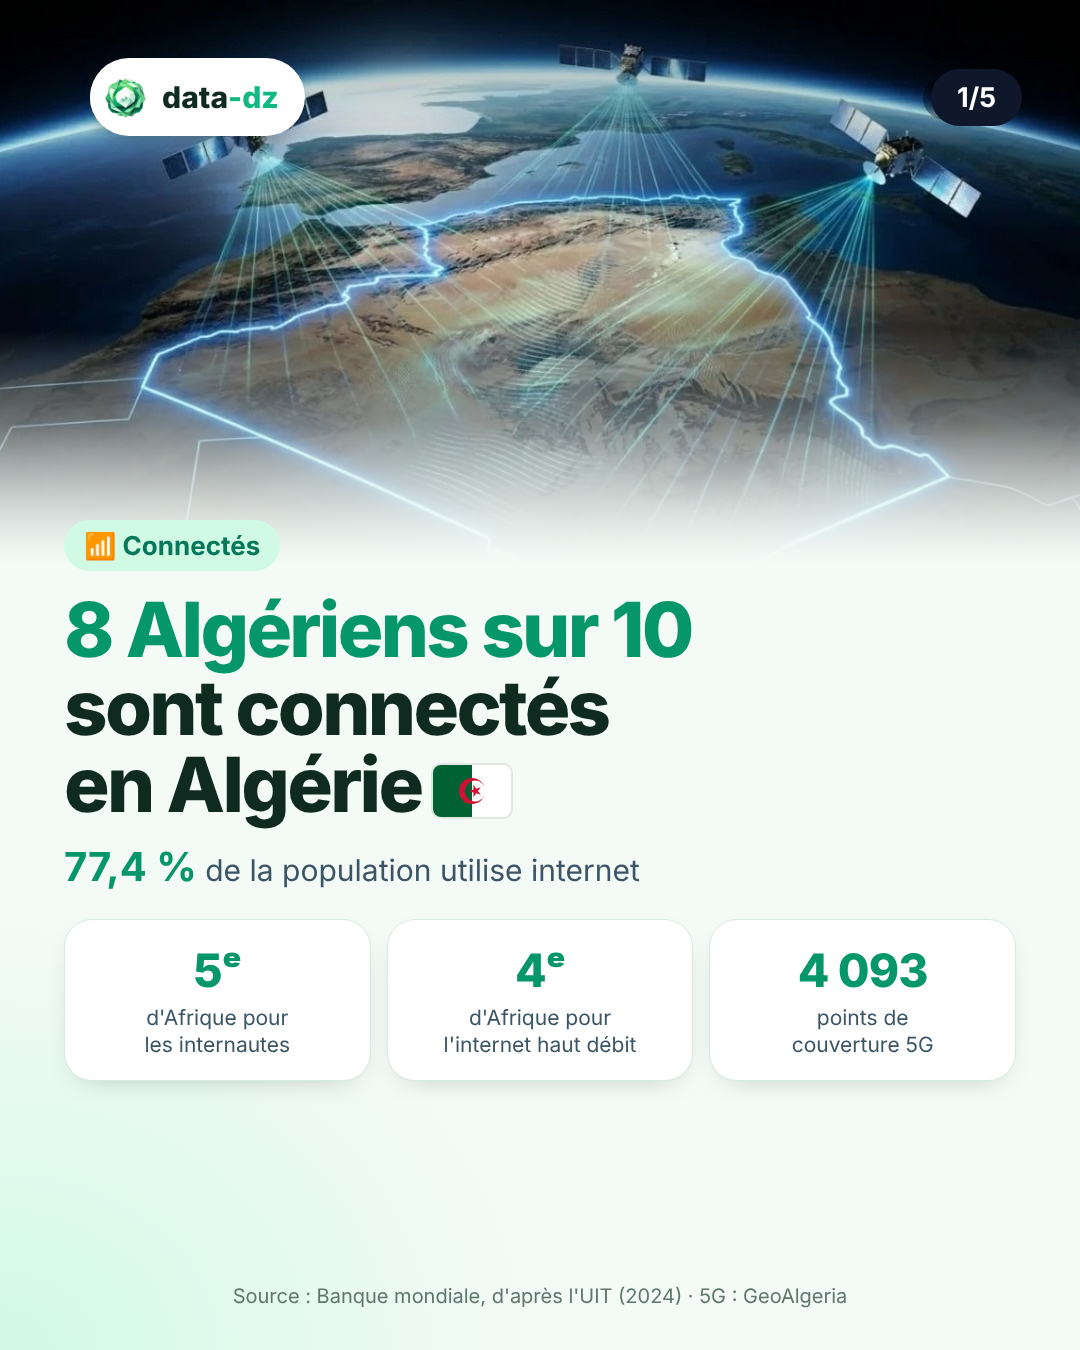 data-dz
1/5
📶 Connectés
8 Algériens sur 10
sont connectés
en Algérie
77,4 % de la population utilise internet
5ᵉ
d'Afrique pour
les internautes
4ᵉ
d'Afrique pour
l'internet haut débit
4 093
points de
couverture 5G
Source : Banque mondiale, d'après l'UIT (2024) · 5G : GeoAlgeria